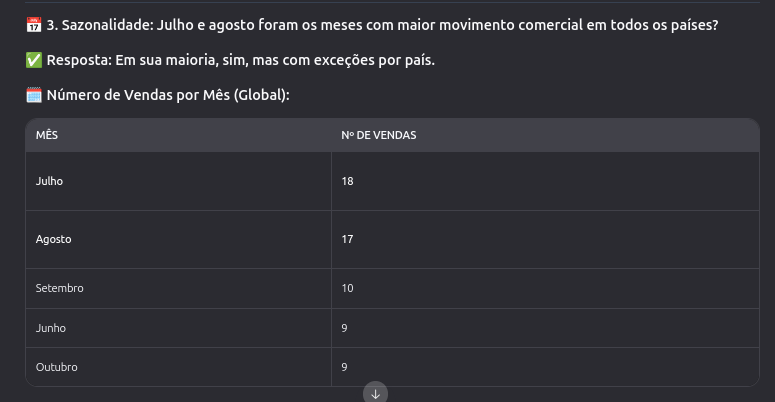 📅 3. Sazonalidade: Julho e agosto foram os meses com maior movimento comercial em todos os países?
✅ Resposta: Em sua maioria, sim, mas com exceções por país.
🗓️ Número de Vendas por Mês (Global):
MÊS Nº DE VENDAS
Julho 18
Agosto 17
Setembro 10
Junho 9
Outubro 9